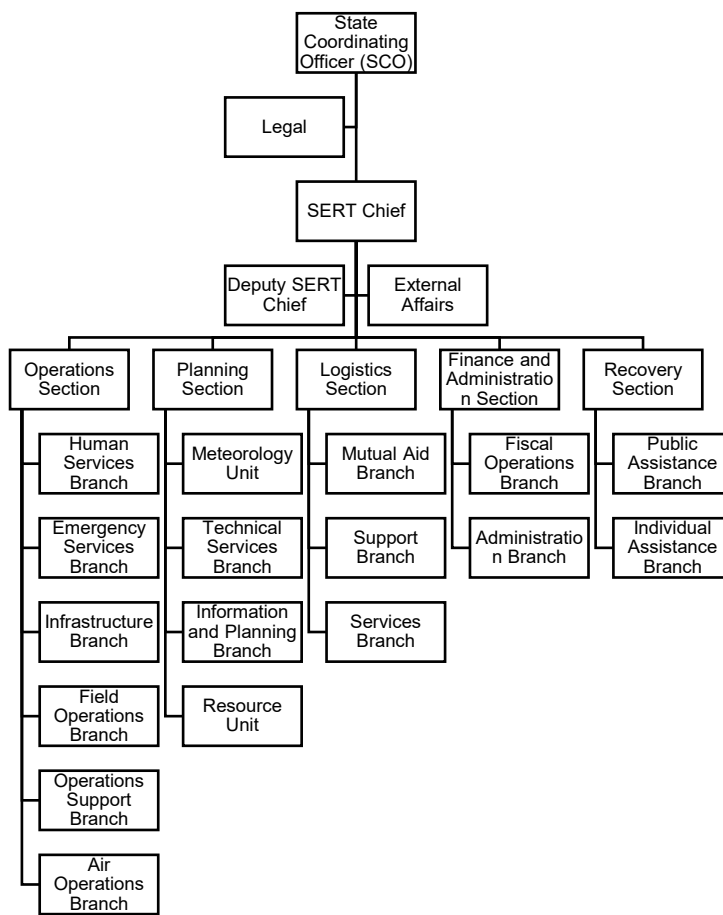 State
Coordinating
Officer (SCO)
Legal
SERT Chief
Deputy SERT
Chief
External
Affairs
Operations
Section
Planning
Section
Logistics
Section
Finance and
Administratio
n Section
Recovery
Section
Human
Services
Branch
Meteorology
Unit
Mutual Aid
Branch
Fiscal
Operations
Branch
Public
Assistance
Branch
Emergency
Services
Branch
Technical
Services
Branch
Support
Branch
Administratio
n Branch
Individual
Assistance
Branch
Infrastructure
Branch
Information
and Planning
Branch
Services
Branch
Field
Operations
Branch
Resource
Unit
Operations
Support
Branch
Air
Operations
Branch